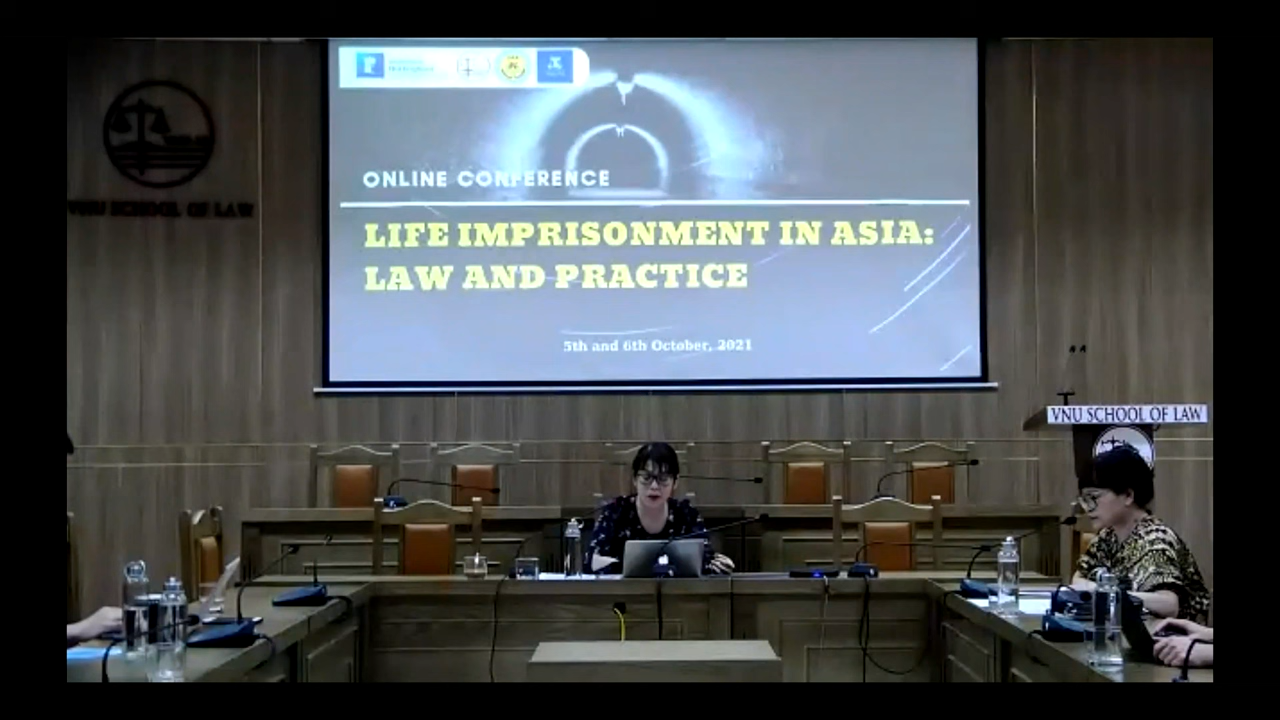 ONLINE CONFERENCE
LIFE IMPRISONMENT IN ASIA:
LAW AND PRACTICE
5th and 6th October, 2021
VNU SCHOOL OF LAW
VNU SCHOOL OF LAW